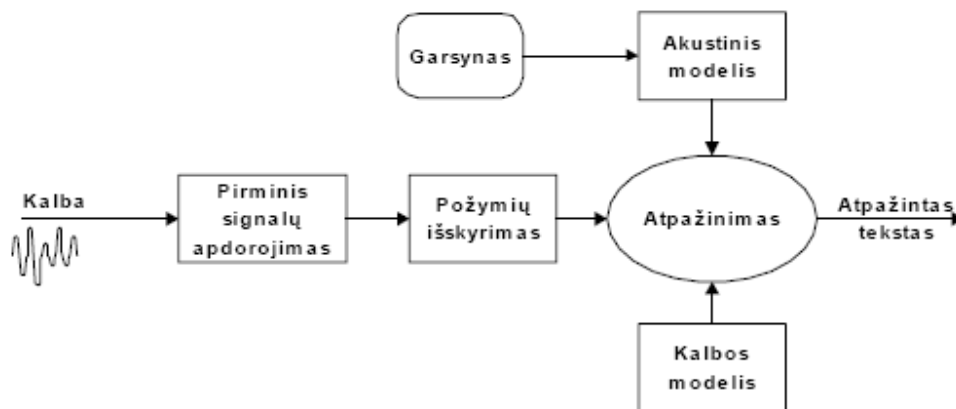 Garsynas
Akustinis
modelis
Kalba
Pirminis
signalų
apdorojimas
Požymių
išskyrimas
Atpažinimas
Atpažintas
tekstas
Kalbos
modelis